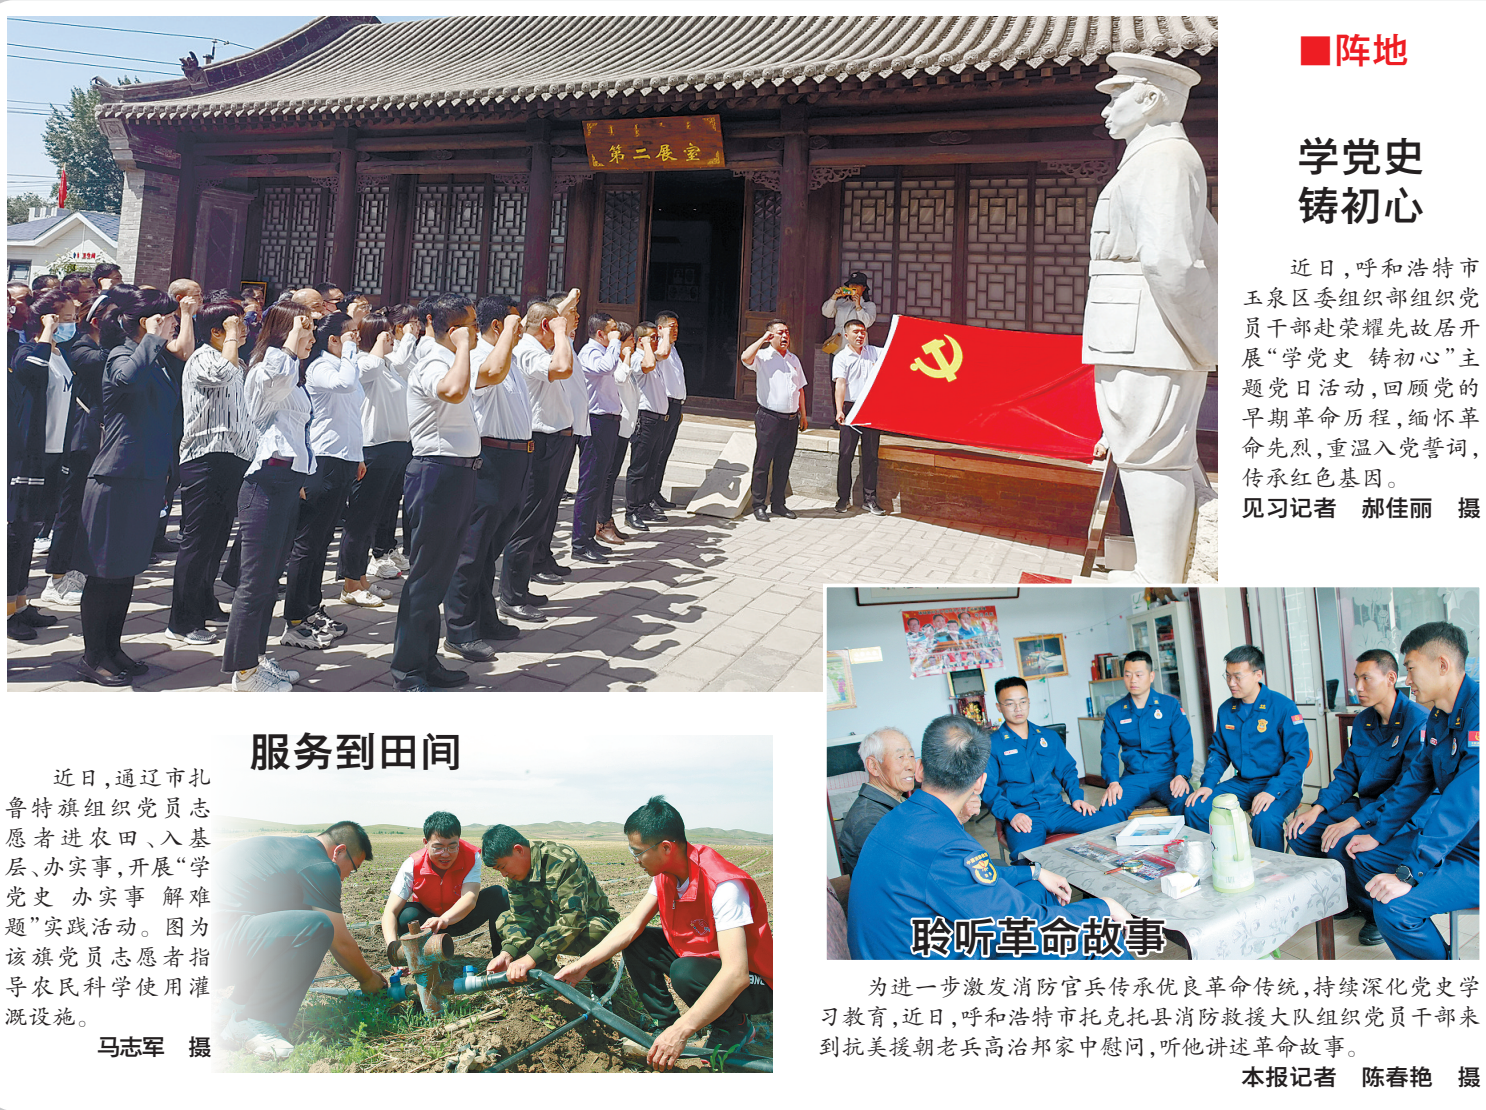 ■阵地
第二展室
学党史
铸初心
近日，呼和浩特市
玉泉区委组织部组织党
员干部赴荣耀先故居开
展“学党史　铸初心”主
题党日活动，回顾党的
早期革命历程，缅怀革
命先烈，重温入党誓词，
传承红色基因。
见习记者　郝佳丽　摄
服务到田间
近日，通辽市扎
鲁特旗组织党员志
愿者进农田、入基
层、办实事，开展“学
党史　办实事　解难
题”实践活动。图为
该旗党员志愿者指
导农民科学使用灌
溉设施。
马志军　摄
聆听革命故事
为进一步激发消防官兵传承优良革命传统，持续深化党史学
习教育，近日，呼和浩特市托克托县消防救援大队组织党员干部来
到抗美援朝老兵高治邦家中慰问，听他讲述革命故事。
本报记者　陈春艳　摄